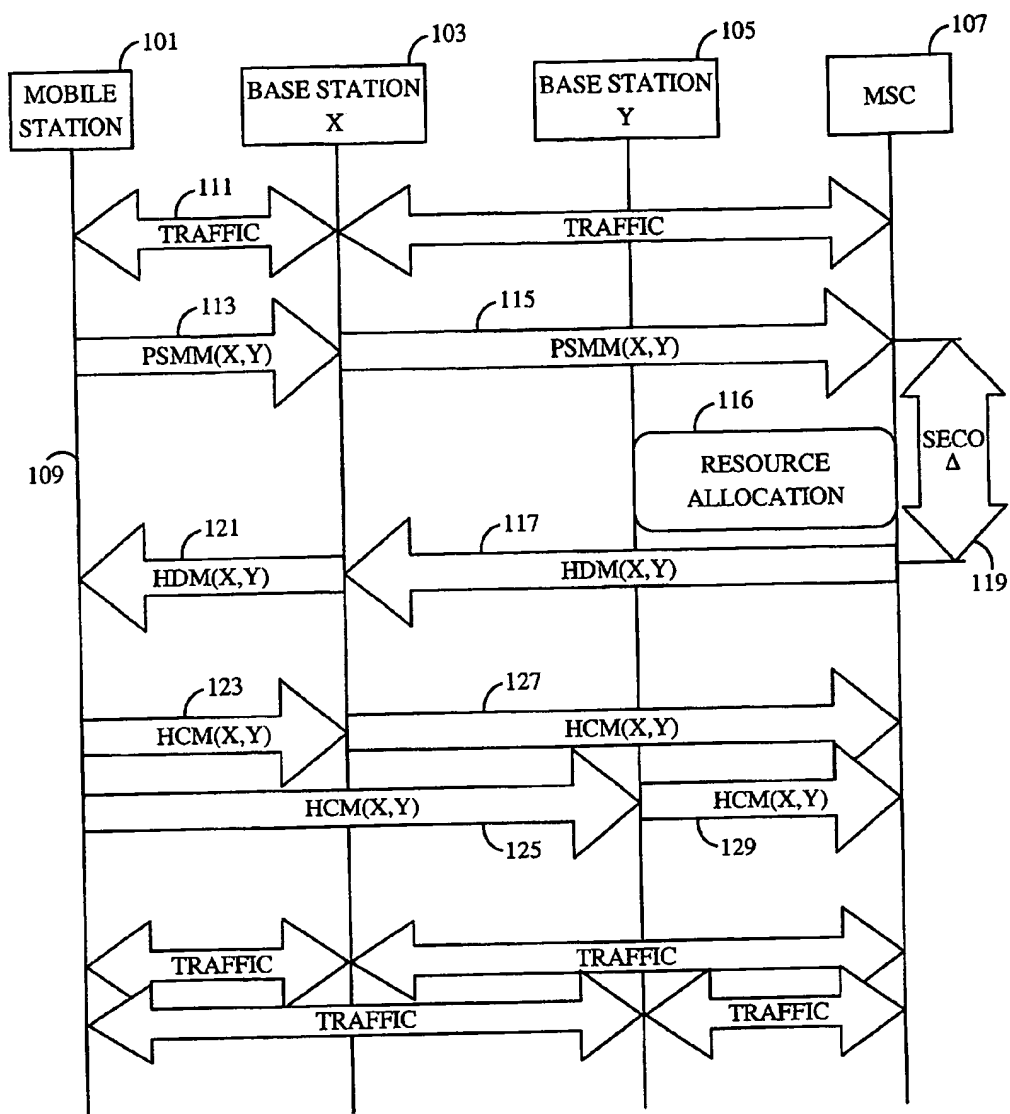 101
103
105
107
MOBILE
STATION
BASE STATION
X
BASE STATION
Y
MSC
111
TRAFFIC
TRAFFIC
113
115
PSMM(X,Y)
PSMM(X,Y)
116
109
RESOURCE
ALLOCATION
SECO
Δ
121
117
HDM(X,Y)
HDM(X,Y)
119
123
127
HCM(X,Y)
HCM(X,Y)
HCM(X,Y)
HCM(X,Y)
125
129
TRAFFIC
TRAFFIC
TRAFFIC
TRAFFIC